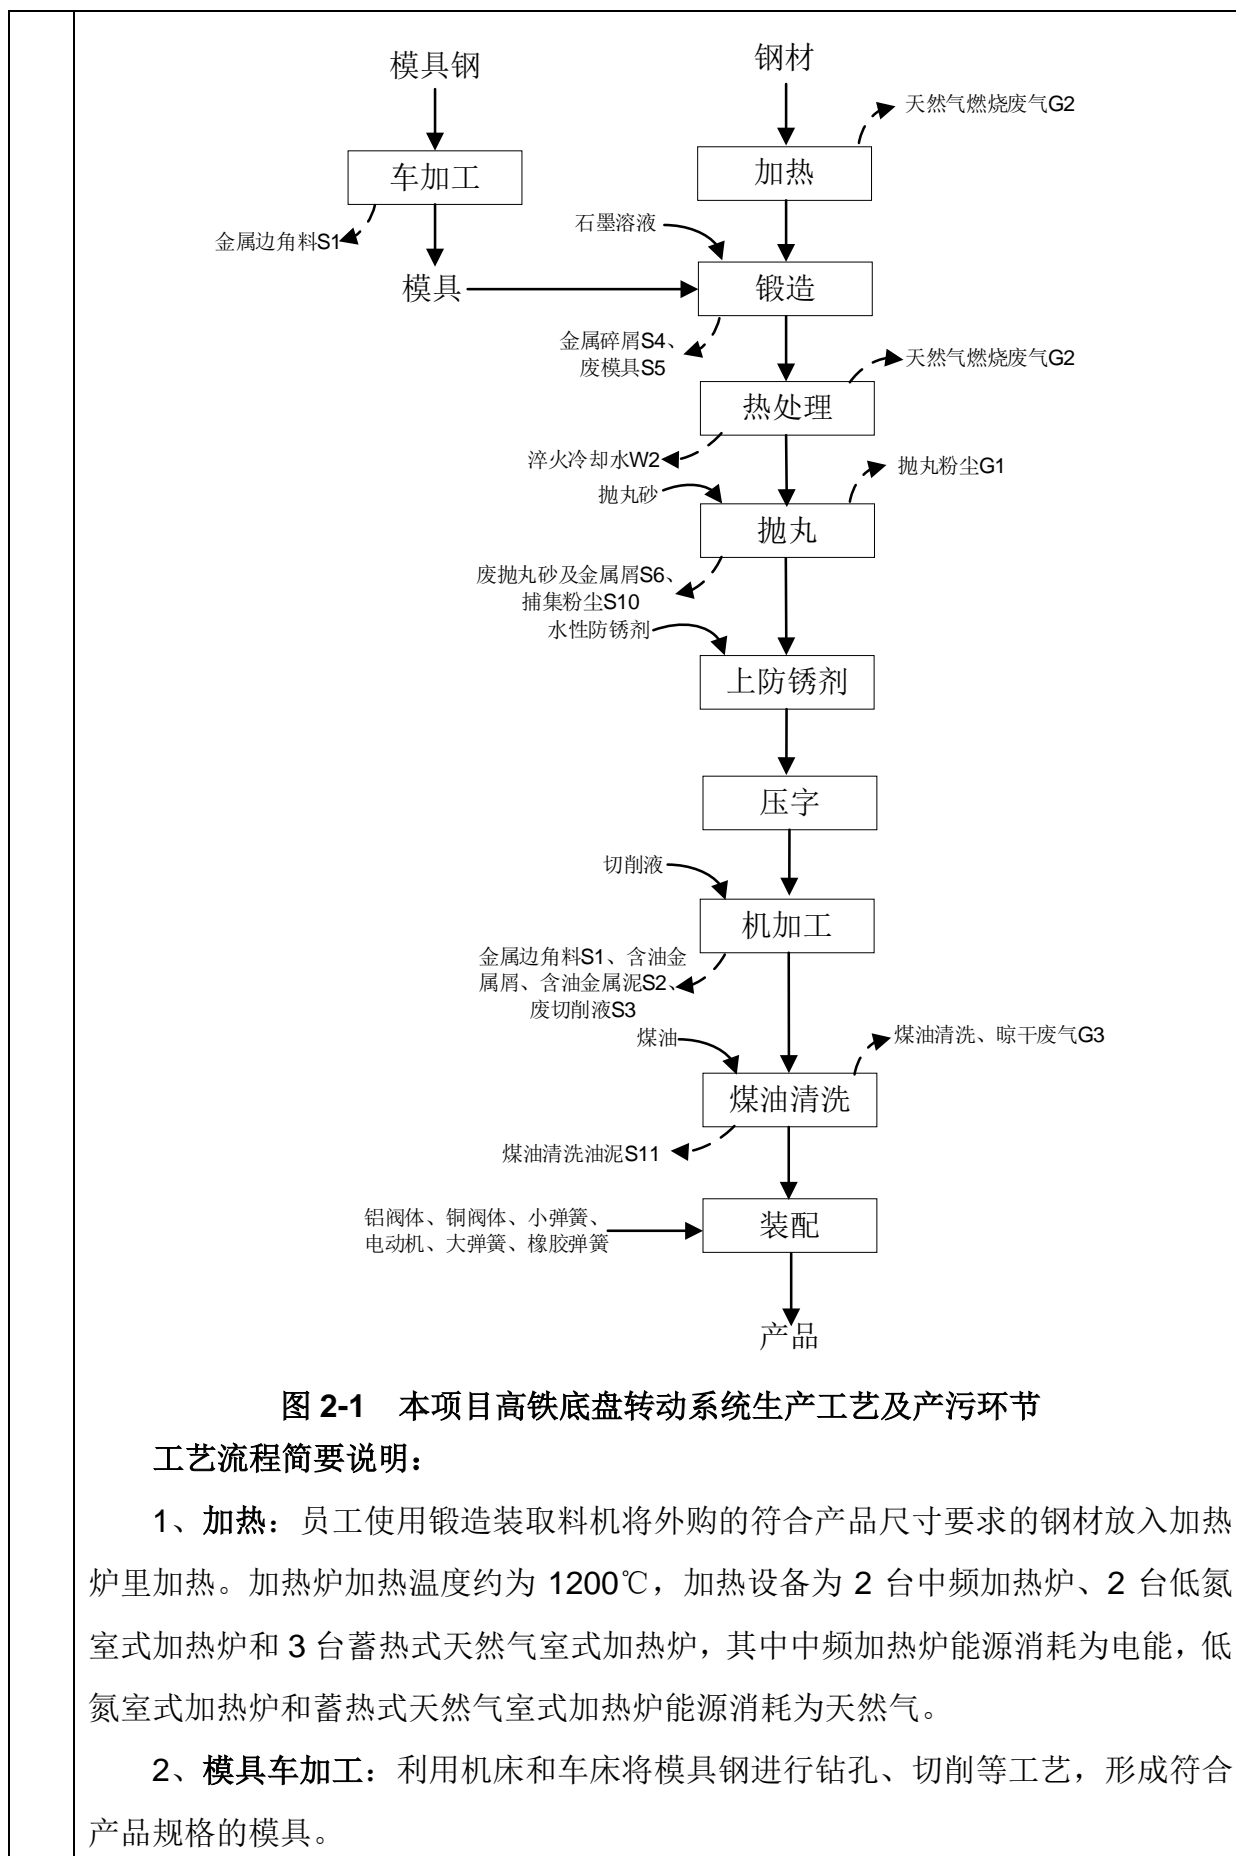 模具钢
钢材
天然气燃烧废气G2
车加工
加热
金属边角料S1
石墨溶液
模具
锻造
金属碎屑S4、
废模具S5
天然气燃烧废气G2
热处理
淬火冷却水W2
抛丸粉尘G1
抛丸砂
抛丸
废抛丸砂及金属屑S6、
捕集粉尘S10
水性防锈剂
上防锈剂
压字
切削液
机加工
金属边角料S1、含油金
属屑、含油金属泥S2、
废切削液S3
煤油
煤油清洗、晾干废气G3
煤油清洗
煤油清洗油泥S11
铝阀体、铜阀体、小弹簧、
电动机、大弹簧、橡胶弹簧
装配
产品
图 2-1 本项目高铁底盘转动系统生产工艺及产污环节
工艺流程简要说明：
1、加热：员工使用锻造装取料机将外购的符合产品尺寸要求的钢材放入加热
炉里加热。加热炉加热温度约为 1200℃，加热设备为 2 台中频加热炉、2 台低氮
室式加热炉和 3 台蓄热式天然气室式加热炉，其中中频加热炉能源消耗为电能，低
氮室式加热炉和蓄热式天然气室式加热炉能源消耗为天然气。
2、模具车加工：利用机床和车床将模具钢进行钻孔、切削等工艺，形成符合
产品规格的模具。